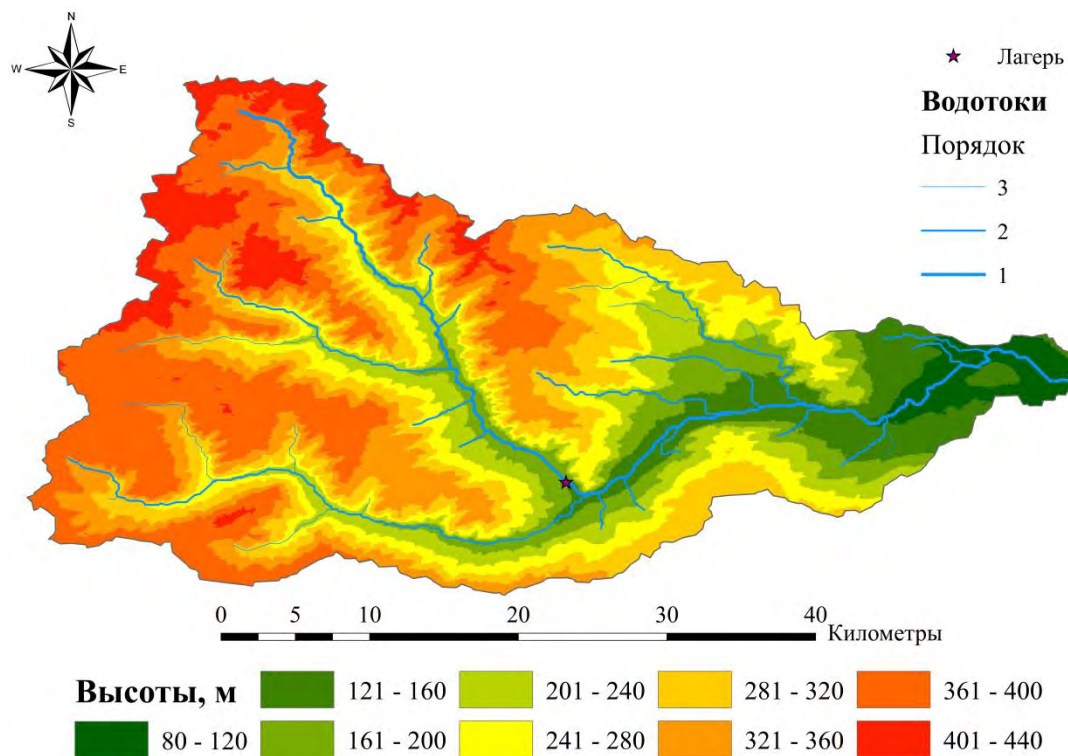 N
W E
S
Лагерь
Водотоки
Порядок
3
2
1
0 5 10 20 30 40
Километры
Высоты, м
121 - 160 201 - 240 281 - 320 361 - 400
80 - 120 161 - 200 241 - 280 321 - 360 401 - 440